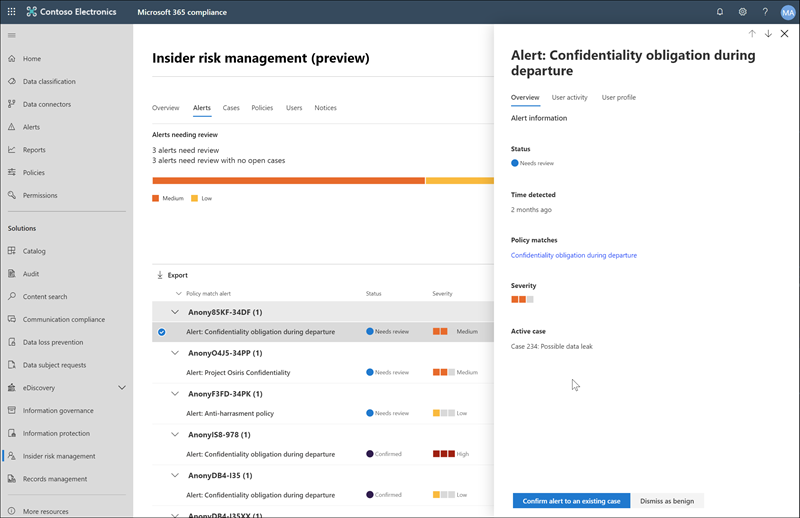 Contoso Electronics
Microsoft 365 compliance
?
MA
Home
Data classification
Data connectors
Alerts
Reports
Policies
Permissions
Solutions
Catalog
Audit
Content search
Communication compliance
Data loss prevention
Data subject requests
eDiscovery
Information governance
Information protection
Insider risk management
Records management
More resources
Insider risk management (preview)
Overview Alerts Cases Policies Users Notices
Alerts needing review
3 alerts need review
3 alerts need review with no open cases
Medium Low
Export
Policy match alert Status Severity
Anony85KF-34DF (1)
Alert: Confidentiality obligation during departure Needs review Medium
AnonyO4J5-34PP (1)
Alert: Project Osiris Confidentiality Needs review Medium
AnonyF3FD-34PK (1)
Alert: Anti-harrasment policy Needs review Low
AnonyIS8-978 (1)
Alert: Confidentiality obligation during departure Confirmed High
AnonyDB4-I35 (1)
Alert: Confidentiality obligation during departure Confirmed Low
AnonyDB4-I35XX (1)
Alert: Confidentiality obligation during
departure
Overview User activity User profile
Alert information
Status
Needs review
Time detected
2 months ago
Policy matches
Confidentiality obligation during departure
Severity
Active case
Case 234: Possible data leak
Confirm alert to an existing case Dismiss as benign